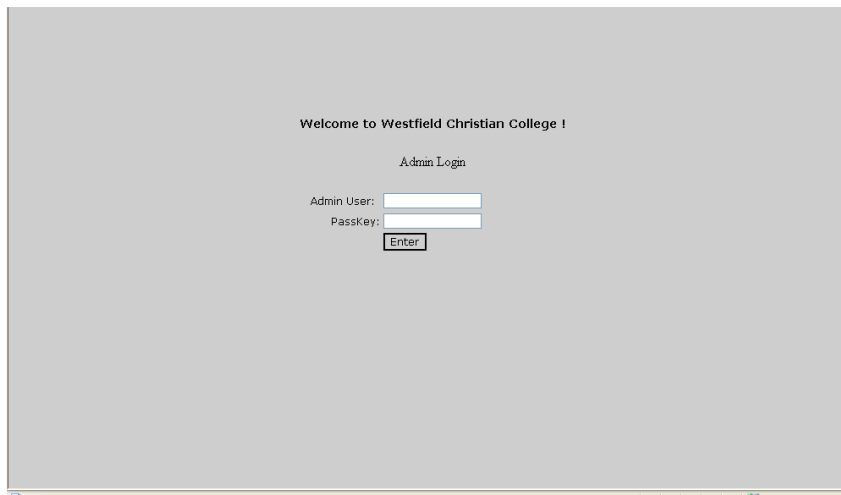 Welcome to Westfield Christian College !
Admin Login
Admin User:
PassKey:
Enter